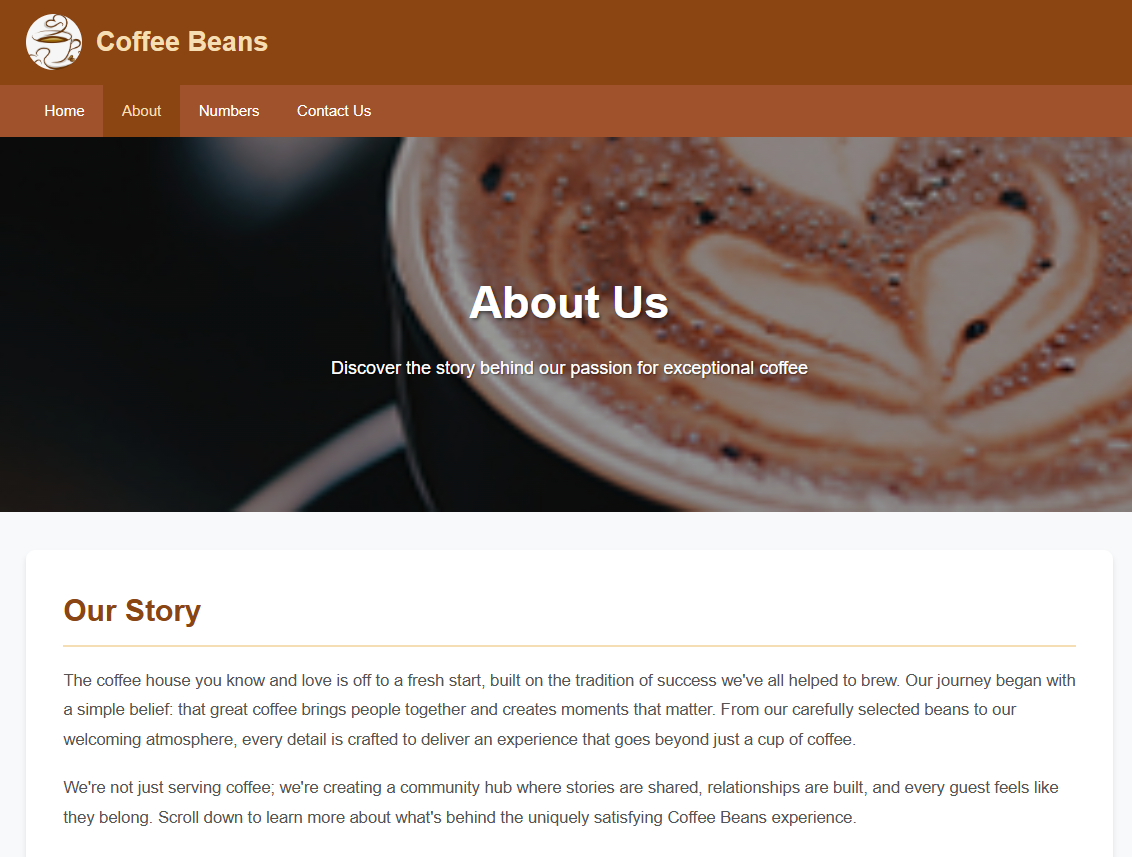 Coffee Beans
Home About Numbers Contact Us
About Us
Discover the story behind our passion for exceptional coffee
Our Story
The coffee house you know and love is off to a fresh start, built on the tradition of success we've all helped to brew. Our journey began with
a simple belief: that great coffee brings people together and creates moments that matter. From our carefully selected beans to our
welcoming atmosphere, every detail is crafted to deliver an experience that goes beyond just a cup of coffee.
We're not just serving coffee; we're creating a community hub where stories are shared, relationships are built, and every guest feels like
they belong. Scroll down to learn more about what's behind the uniquely satisfying Coffee Beans experience.